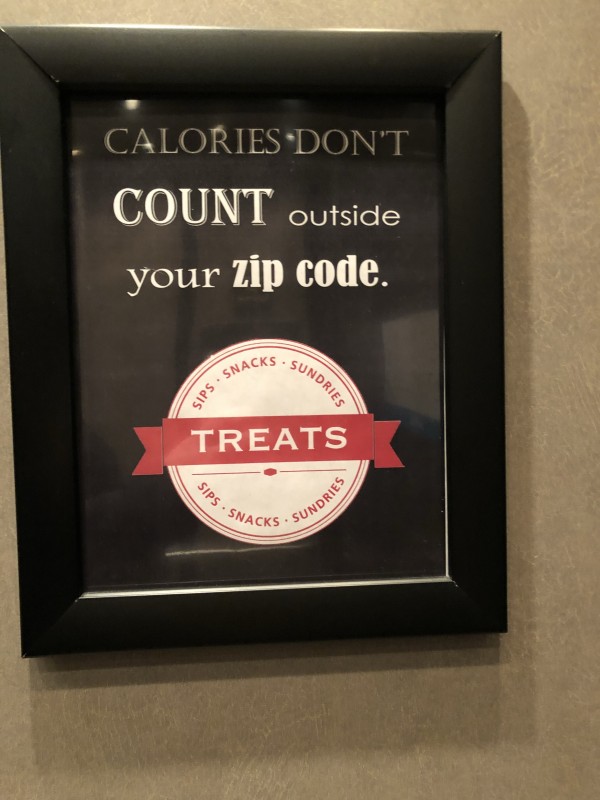 CALORIES DON'T
COUNT outside
your zip code.
SIPS · SNACKS · SUNDRIES
TREATS
SIPS · SNACKS · SUNDRIES